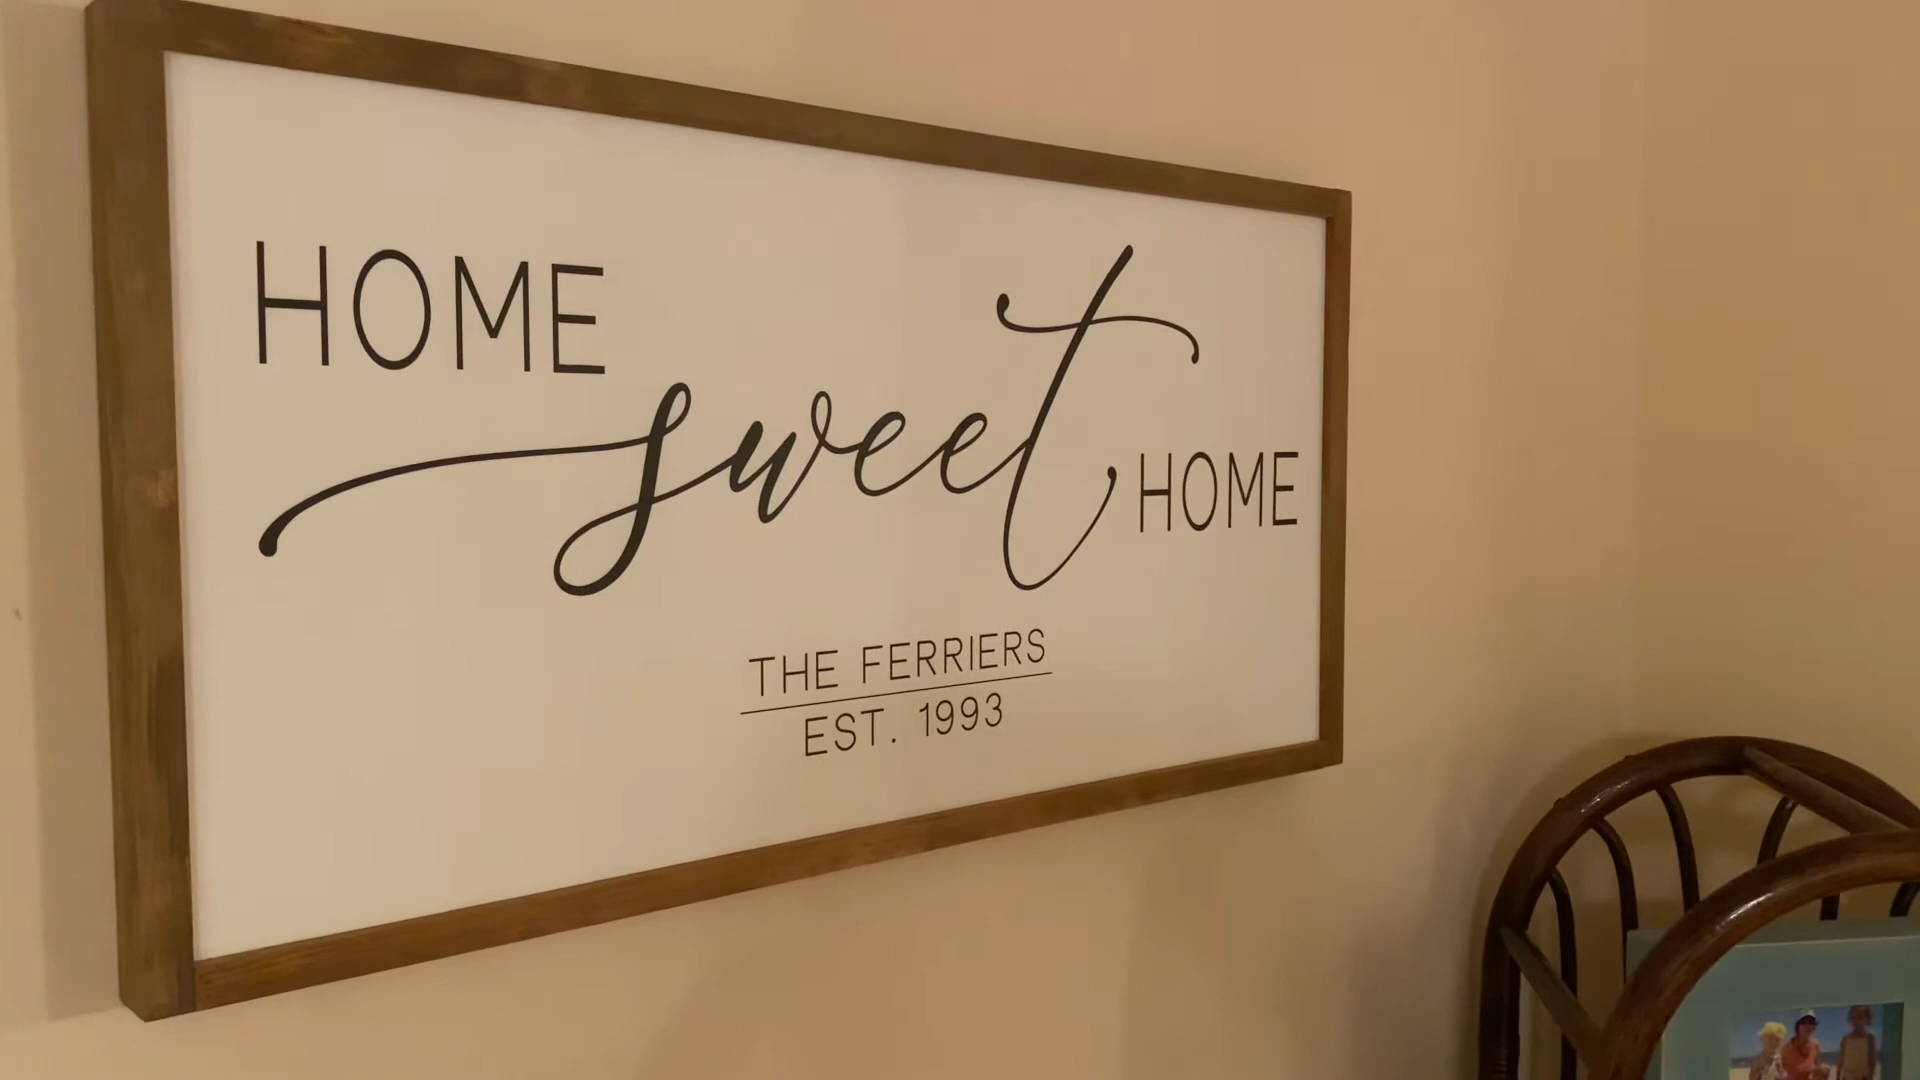 HOME
sweet
HOME
THE FERRIERS
EST. 1993